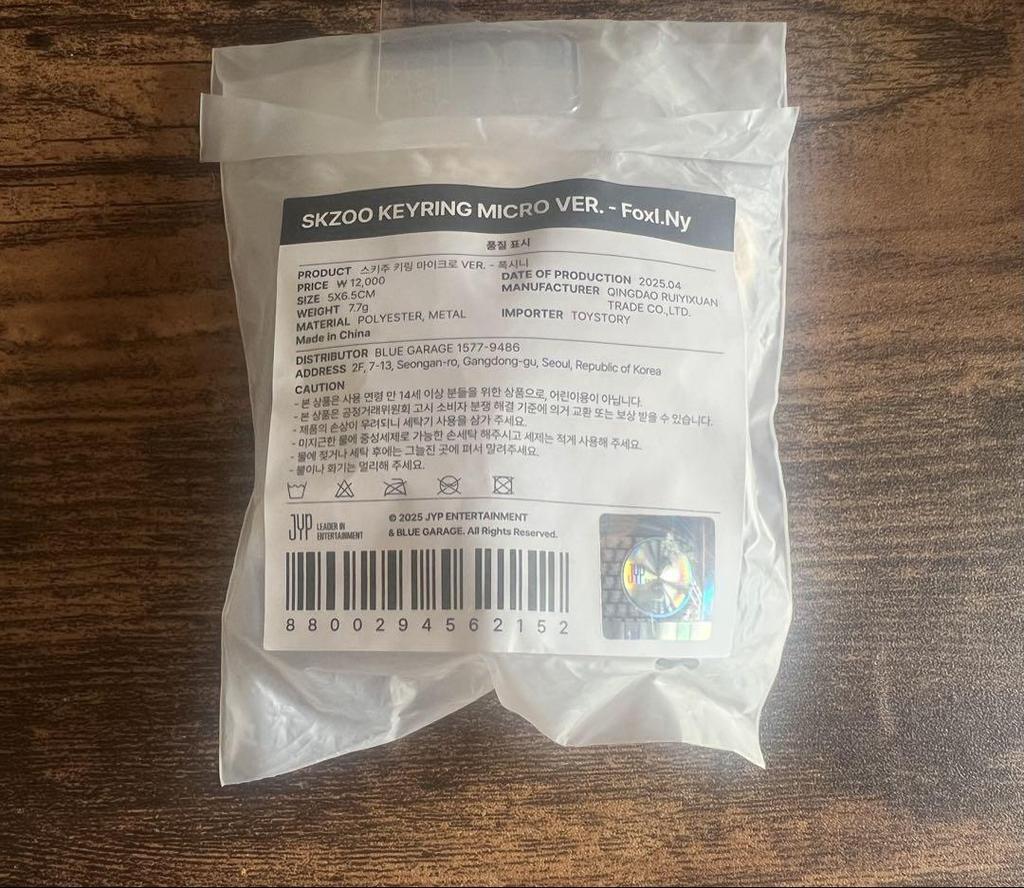 SKZOO KEYRING MICRO VER. - FoxI.Ny
품질 표시
PRODUCT 스키주 키링 마이크로 VER. - 폭시니
PRICE ₩ 12,000
SIZE 5X6.5CM
WEIGHT 7.7g
MATERIAL POLYESTER, METAL
Made in China
DATE OF PRODUCTION 2025.04
MANUFACTURER QINGDAO RUIYIXUAN
TRADE CO.,LTD.
IMPORTER TOYSTORY
DISTRIBUTOR BLUE GARAGE 1577-9486
ADDRESS 2F, 7-13, Seongan-ro, Gangdong-gu, Seoul, Republic of Korea
CAUTION
- 본 상품은 사용 연령 만 14세 이상 분들을 위한 상품으로, 어린이용이 아닙니다.
- 본 상품은 공정거래위원회 고시 소비자 분쟁 해결 기준에 의거 교환 또는 보상 받을 수 있습니다.
- 제품의 손상이 우려되니 세탁기 사용을 삼가 주세요.
- 미지근한 물에 중성세제로 가능한 손세탁 해주시고 세제는 적게 사용해 주세요.
- 물에 젖거나 세탁 후에는 그늘진 곳에 펴서 말려주세요.
- 불이나 화기는 멀리해 주세요.
JYP LEADER IN
ENTERTAINMENT
© 2025 JYP ENTERTAINMENT
& BLUE GARAGE. All Rights Reserved.
JYP
8800294562152